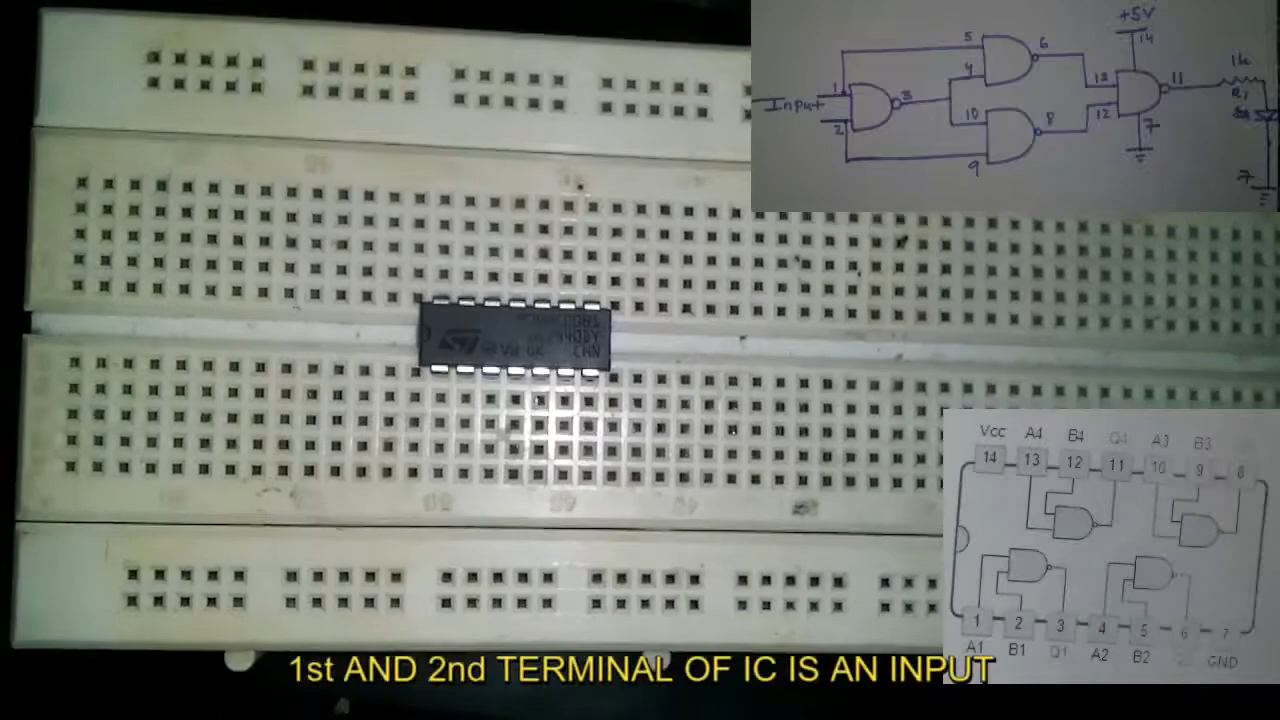 +5V
14
5
6
4
1k
1
3
13
11
R1
Input
10
8
12
2
7
9
7
Vcc A4 B4 Q4 A3 B3
14 13 12 11 10 9 8
1 2 3 4 5 6 7
A1 B1 Q1 A2 B2 GND
1st AND 2nd TERMINAL OF IC IS AN INPUT